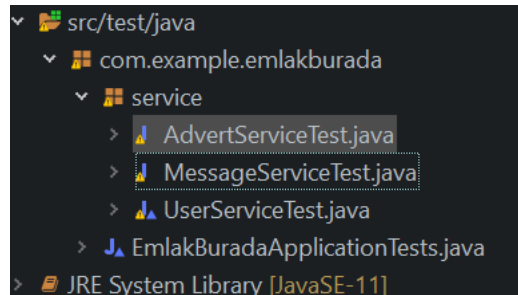 src/test/java
com.example.emlakburada
service
AdvertServiceTest.java
MessageServiceTest.java
UserServiceTest.java
EmlakBuradaApplicationTests.java
JRE System Library [JavaSE-11]